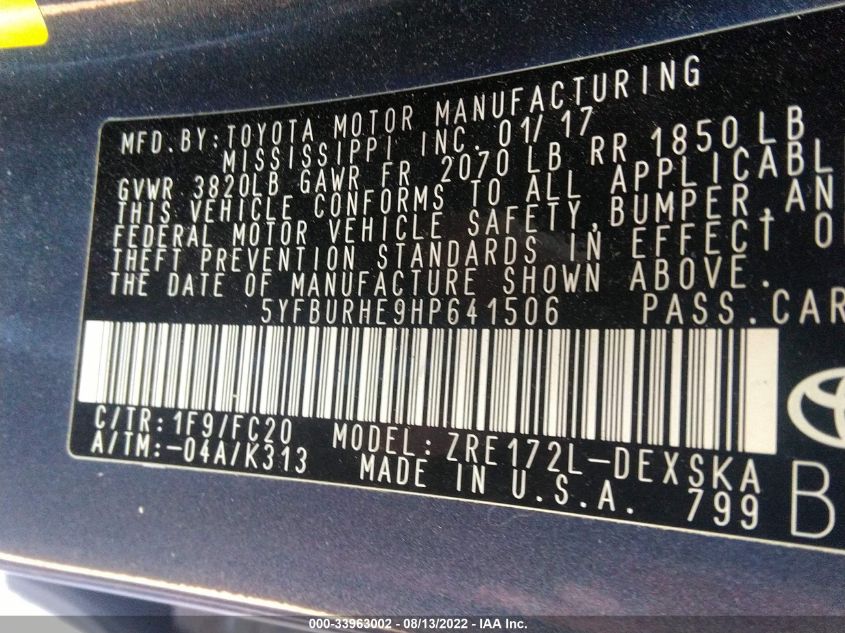 MFD. BY: TOYOTA MOTOR MANUFACTURING
MISSISSIPPI INC. 01/17
GVWR 3820LB GAWR FR 2070 LB RR 1850 LB
THIS VEHICLE CONFORMS TO ALL APPLICABL
FEDERAL MOTOR VEHICLE SAFETY, BUMPER, AN
THEFT PREVENTION STANDARDS IN EFFECT O
THE DATE OF MANUFACTURE SHOWN ABOVE.
5YFBURHE9HP641506 PASS. CAR
C/TR: 1F9/FC20 MODEL: ZRE172L-DEXSKA
A/TM: -04A/K313 MADE IN U.S.A. 799
B
000-33963002 - 08/13/2022 - IAA Inc.